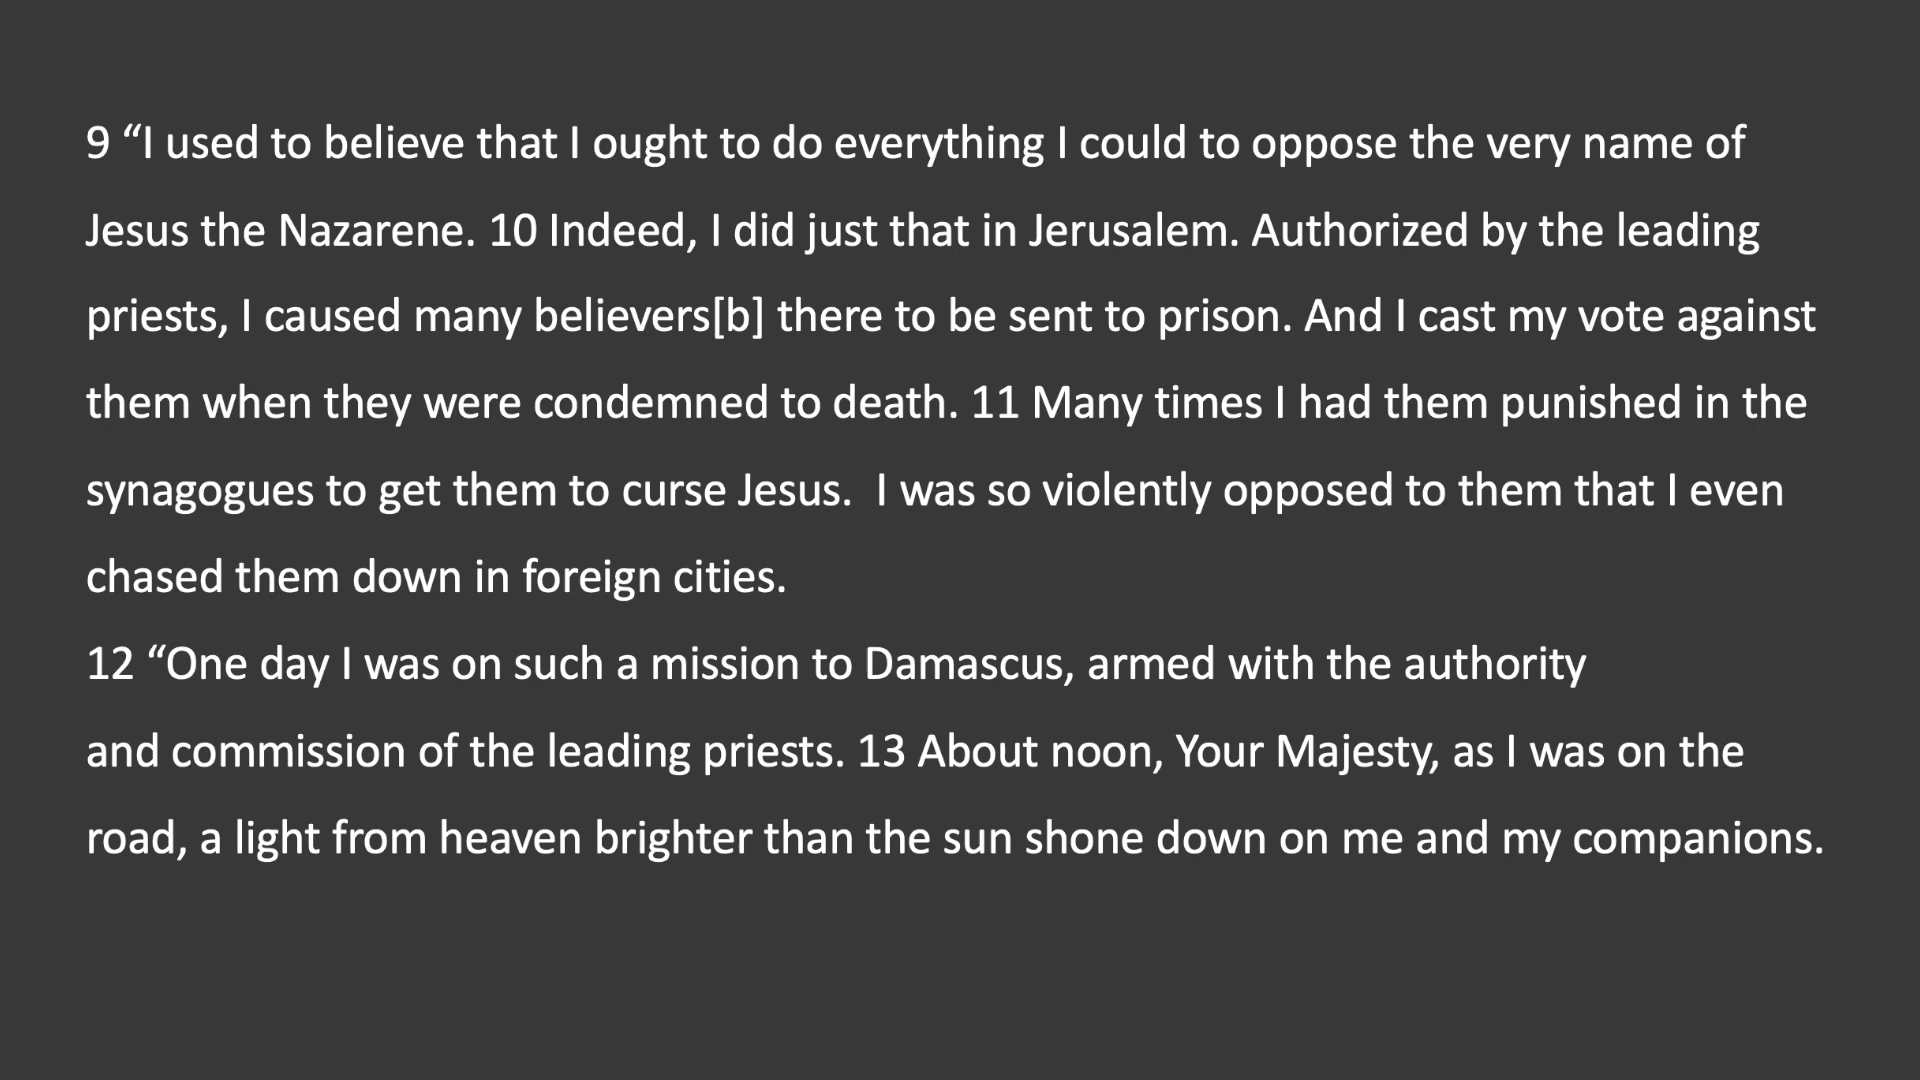 9 “I used to believe that I ought to do everything I could to oppose the very name of
Jesus the Nazarene. 10 Indeed, I did just that in Jerusalem. Authorized by the leading
priests, I caused many believers[b] there to be sent to prison. And I cast my vote against
them when they were condemned to death. 11 Many times I had them punished in the
synagogues to get them to curse Jesus.  I was so violently opposed to them that I even
chased them down in foreign cities.
12 “One day I was on such a mission to Damascus, armed with the authority
and commission of the leading priests. 13 About noon, Your Majesty, as I was on the
road, a light from heaven brighter than the sun shone down on me and my companions.